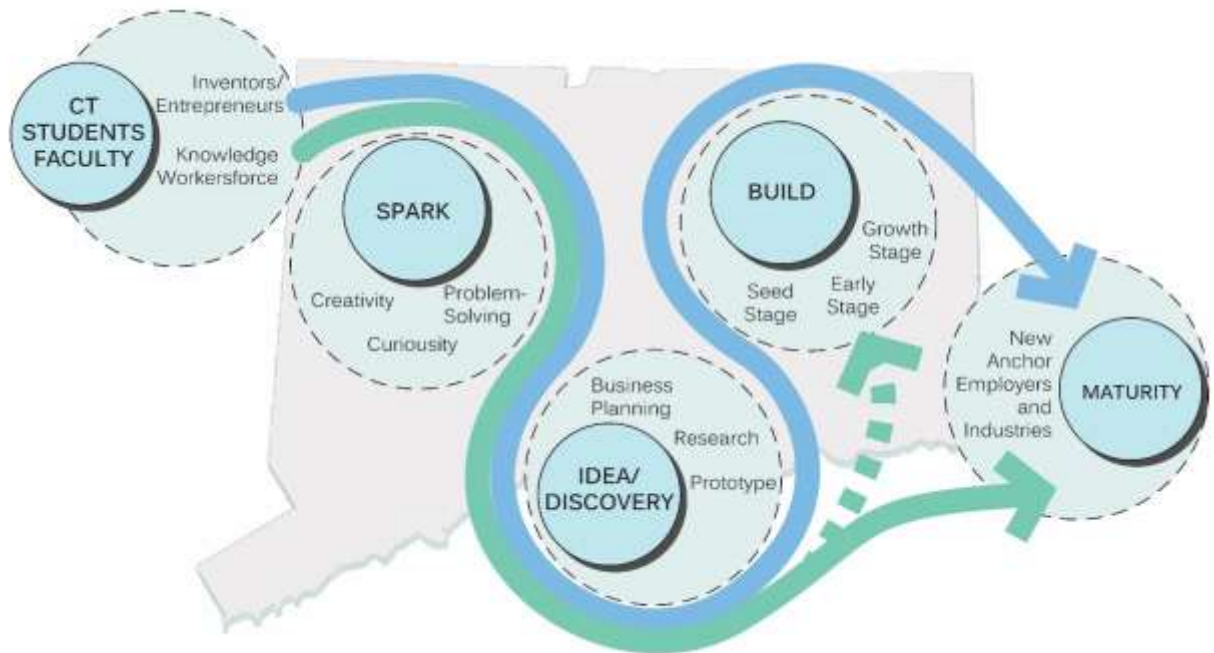 CT
STUDENTS
FACULTY
Inventors/
Entrepreneurs
Knowledge
Workersforce
SPARK
Creativity
Problem-
Solving
Curiousity
Business
Planning
Research
Prototype
IDEA/
DISCOVERY
BUILD
Growth
Stage
Early
Stage
Seed
Stage
New
Anchor
Employers
and
Industries
MATURITY